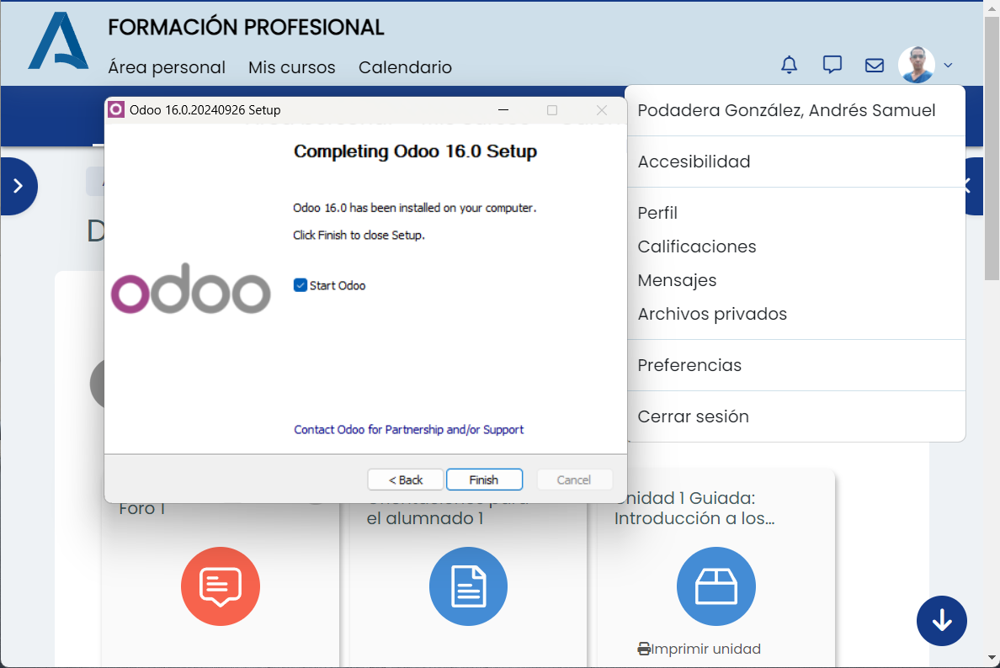 FORMACIÓN PROFESIONAL
Área personal Mis cursos Calendario
Odoo 16.0.20240926 Setup
Completing Odoo 16.0 Setup
Odoo 16.0 has been installed on your computer.
Click Finish to close Setup.
odoo
Start Odoo
Contact Odoo for Partnership and/or Support
< Back Finish Cancel
Podadera González, Andrés Samuel
Accesibilidad
Perfil
Calificaciones
Mensajes
Archivos privados
Preferencias
Cerrar sesión
Foro 1
el alumnado 1
Unidad 1 Guiada:
Introducción a los...
Imprimir unidad